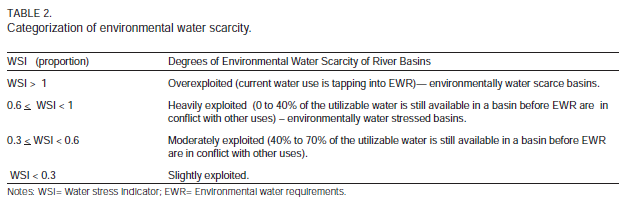 TABLE 2.
Categorization of environmental water scarcity.
WSI (proportion) Degrees of Environmental Water Scarcity of River Basins
WSI > 1 Overexploited (current water use is tapping into EWR)— environmentally water scarce basins.
0.6 ≤ WSI < 1 Heavily exploited (0 to 40% of the utilizable water is still available in a basin before EWR are in
conflict with other uses) – environmentally water stressed basins.
0.3 ≤ WSI < 0.6 Moderately exploited (40% to 70% of the utilizable water is still available in a basin before EWR
are in conflict with other uses).
WSI < 0.3 Slightly exploited.
Notes: WSI= Water stress indicator; EWR= Environmental water requirements.